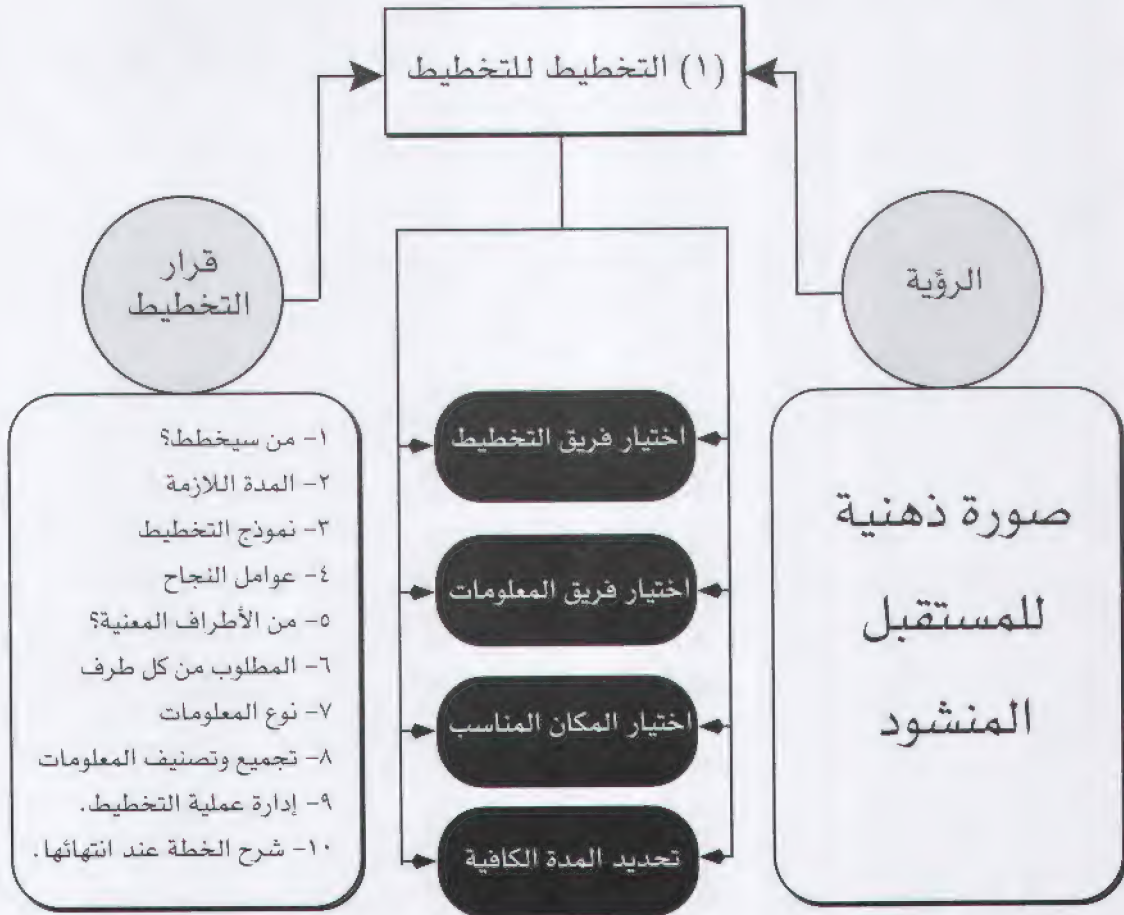 (١) التخطيط للتخطيط
الرؤية
صورة ذهنية
للمستقبل
المنشود
اختيار فريق التخطيط
اختيار فريق المعلومات
اختيار المكان المناسب
تحديد المدة الكافية
قرار
التخطيط
١- من سيخطط؟
٢- المدة اللازمة
٣- نموذج التخطيط
٤- عوامل النجاح
٥- من الأطراف المعنية؟
٦- المطلوب من كل طرف
٧- نوع المعلومات
٨- تجميع وتصنيف المعلومات
٩- إدارة عملية التخطيط.
١٠- شرح الخطة عند انتهائها.